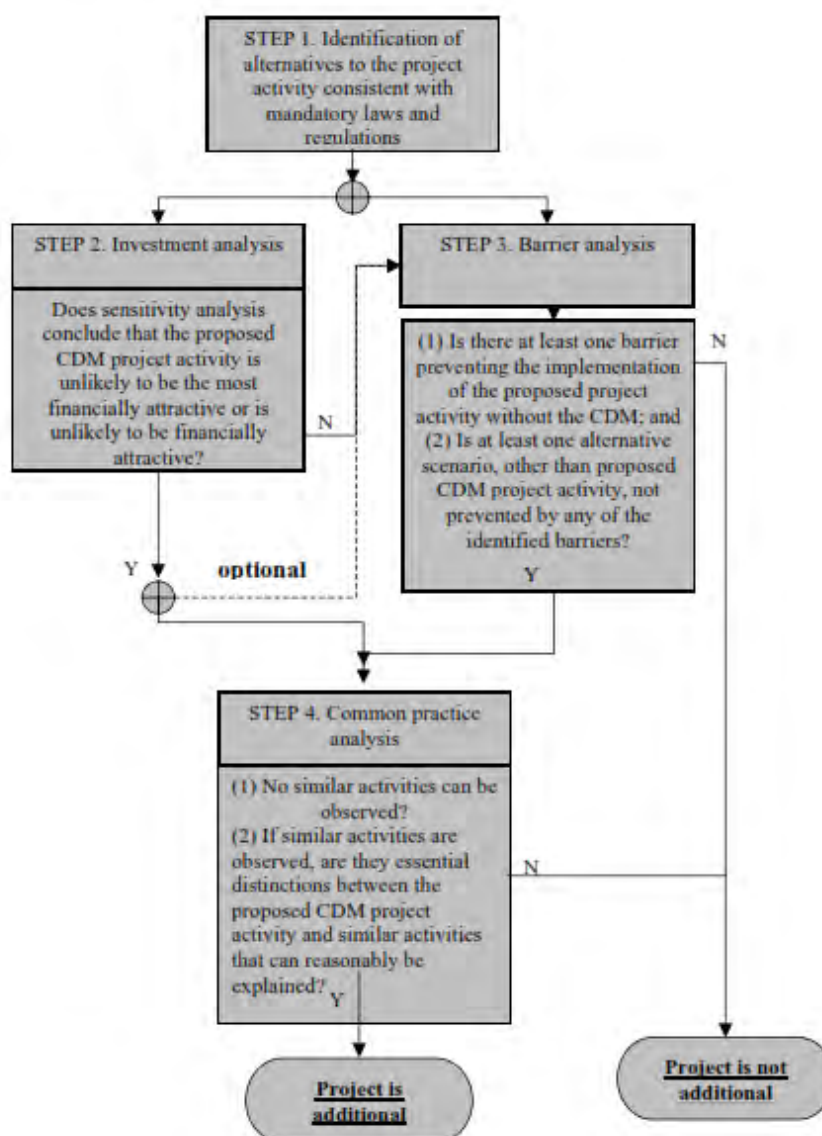 STEP 1. Identification of
alternatives to the project
activity consistent with
mandatory laws and
regulations
STEP 2. Investment analysis
Does sensitivity analysis
conclude that the proposed
CDM project activity is
unlikely to be the most
financially attractive or is
unlikely to be financially
attractive?
N
Y
optional
STEP 3. Barrier analysis
(1) Is there at least one barrier
preventing the implementation
of the proposed project
activity without the CDM; and
(2) Is at least one alternative
scenario, other than proposed
CDM project activity, not
prevented by any of the
identified barriers?
Y
N
STEP 4. Common practice
analysis
(1) No similar activities can be
observed?
(2) If similar activities are
observed, are they essential
distinctions between the
proposed CDM project
activity and similar activities
that can reasonably be
explained?
Y
N
Project is
additional
Project is not
additional